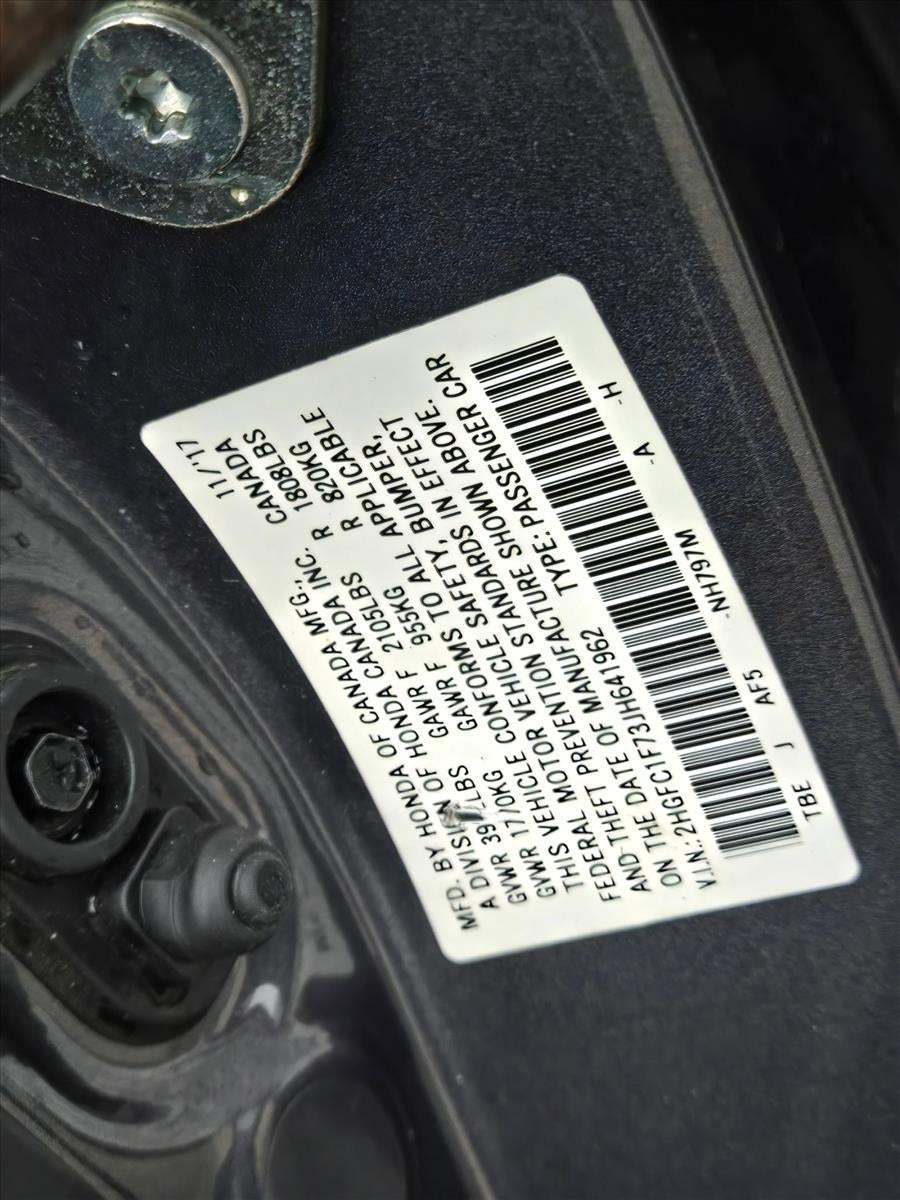 MFD. BY HONDA OF CANADA MFG., 11/'17
A DIVISION OF HONDA CANADA INC. CANADA
GVWR LBS GAWR F 2105LBS R 1808LBS
GVWR 1770KG GAWR F 955KG R 820KG
THIS VEHICLE CONFORMS TO ALL APPLICABLE
FEDERAL MOTOR VEHICLE SAFETY, BUMPER,
AND THEFT PREVENTION STANDARDS IN EFFECT
ON THE DATE OF MANUFACTURE SHOWN ABOVE.
V.I.N.:2HGFC1F73JH641962 TYPE:PASSENGER CAR
TBE J AF5 -NH797M -A -H